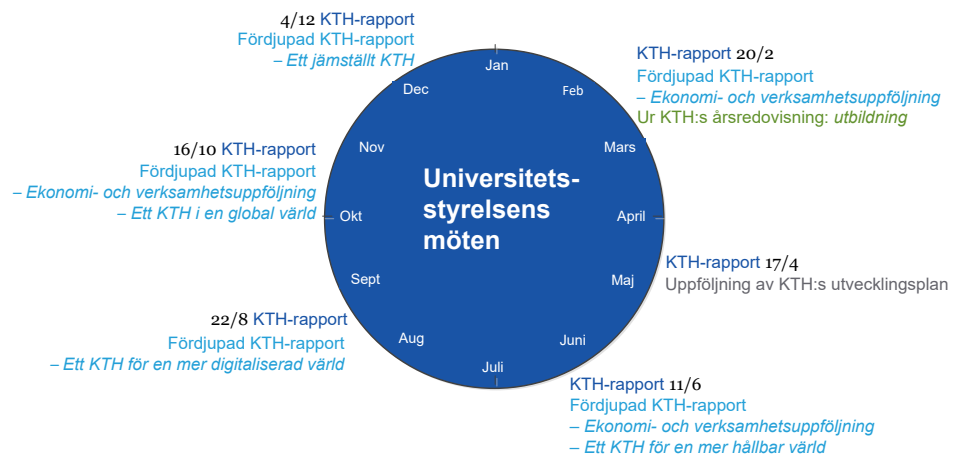 4/12 KTH-rapport
Fördjupad KTH-rapport
– Ett jämställt KTH
KTH-rapport 20/2
Fördjupad KTH-rapport
– Ekonomi- och verksamhetsuppföljning
Ur KTH:s årsredovisning: utbildning
16/10 KTH-rapport
Fördjupad KTH-rapport
– Ekonomi- och verksamhetsuppföljning
– Ett KTH i en global värld
Jan
Feb
Mars
April
Maj
Juni
Juli
Aug
Sept
Okt
Nov
Dec
Universitets-
styrelsens
möten
KTH-rapport 17/4
Uppföljning av KTH:s utvecklingsplan
22/8 KTH-rapport
Fördjupad KTH-rapport
– Ett KTH för en mer digitaliserad värld
KTH-rapport 11/6
Fördjupad KTH-rapport
– Ekonomi- och verksamhetsuppföljning
– Ett KTH för en mer hållbar värld